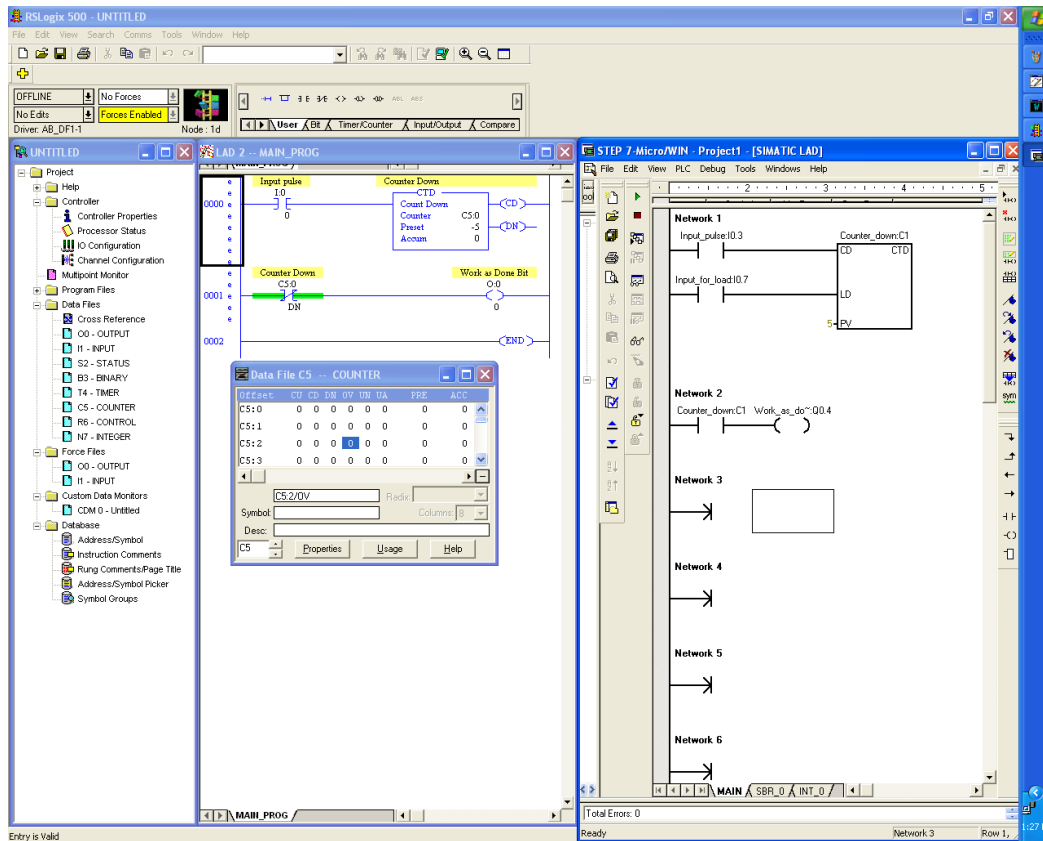 RSLogix 500 - UNTITLED
File Edit View Search Comms Tools Window Help
OFFLINE No Forces
No Edits Forces Enabled
Driver: AB_DF1-1 Node : 1d
ABL ABS
User Bit Timer/Counter Input/Output Compare
UNTITLED
Project
Help
Controller
Controller Properties
Processor Status
IO Configuration
Channel Configuration
Multipoint Monitor
Program Files
Data Files
Cross Reference
O0 - OUTPUT
I1 - INPUT
S2 - STATUS
B3 - BINARY
T4 - TIMER
C5 - COUNTER
R6 - CONTROL
N7 - INTEGER
Force Files
O0 - OUTPUT
I1 - INPUT
Custom Data Monitors
CDM 0 - Untitled
Database
Address/Symbol
Instruction Comments
Rung Comments/Page Title
Address/Symbol Picker
Symbol Groups
LAD 2 -- MAIN_PROG
MAIN_PROG
Input pulse Counter Down
I:0 CTD
0000 Count Down CD
0 Counter C5:0
Preset -5 DN
Accum 0
e
e
e
e
e
e
e
Counter Down Work as Done Bit
C5:0 O:0
0001
DN 0
e
e
e
e
e
0002 END
Data File C5 -- COUNTER
Offset CU CD DN OV UN UA PRE ACC
C5:0 0 0 0 0 0 0 0 0
C5:1 0 0 0 0 0 0 0 0
C5:2 0 0 0 0 0 0 0 0
C5:3 0 0 0 0 0 0 0 0
C5:2/OV Radix:
Symbol: Columns: 8
Desc:
C5 Properties Usage Help
MAIN_PROG
Entry is Valid
STEP 7-Micro/WIN - Project1 - [SIMATIC LAD]
File Edit View PLC Debug Tools Windows Help
2 3 4 5
Network 1
Input_pulse:I0.3 Counter_down:C1
CD CTD
Input_for_load:I0.7
LD
5 PV
Network 2
Counter_down:C1 Work_as_do~:Q0.4
Network 3
Network 4
Network 5
Network 6
sym
MAIN SBR_0 INT_0
Total Errors: 0
Ready Network 3 Row 1,
1:27